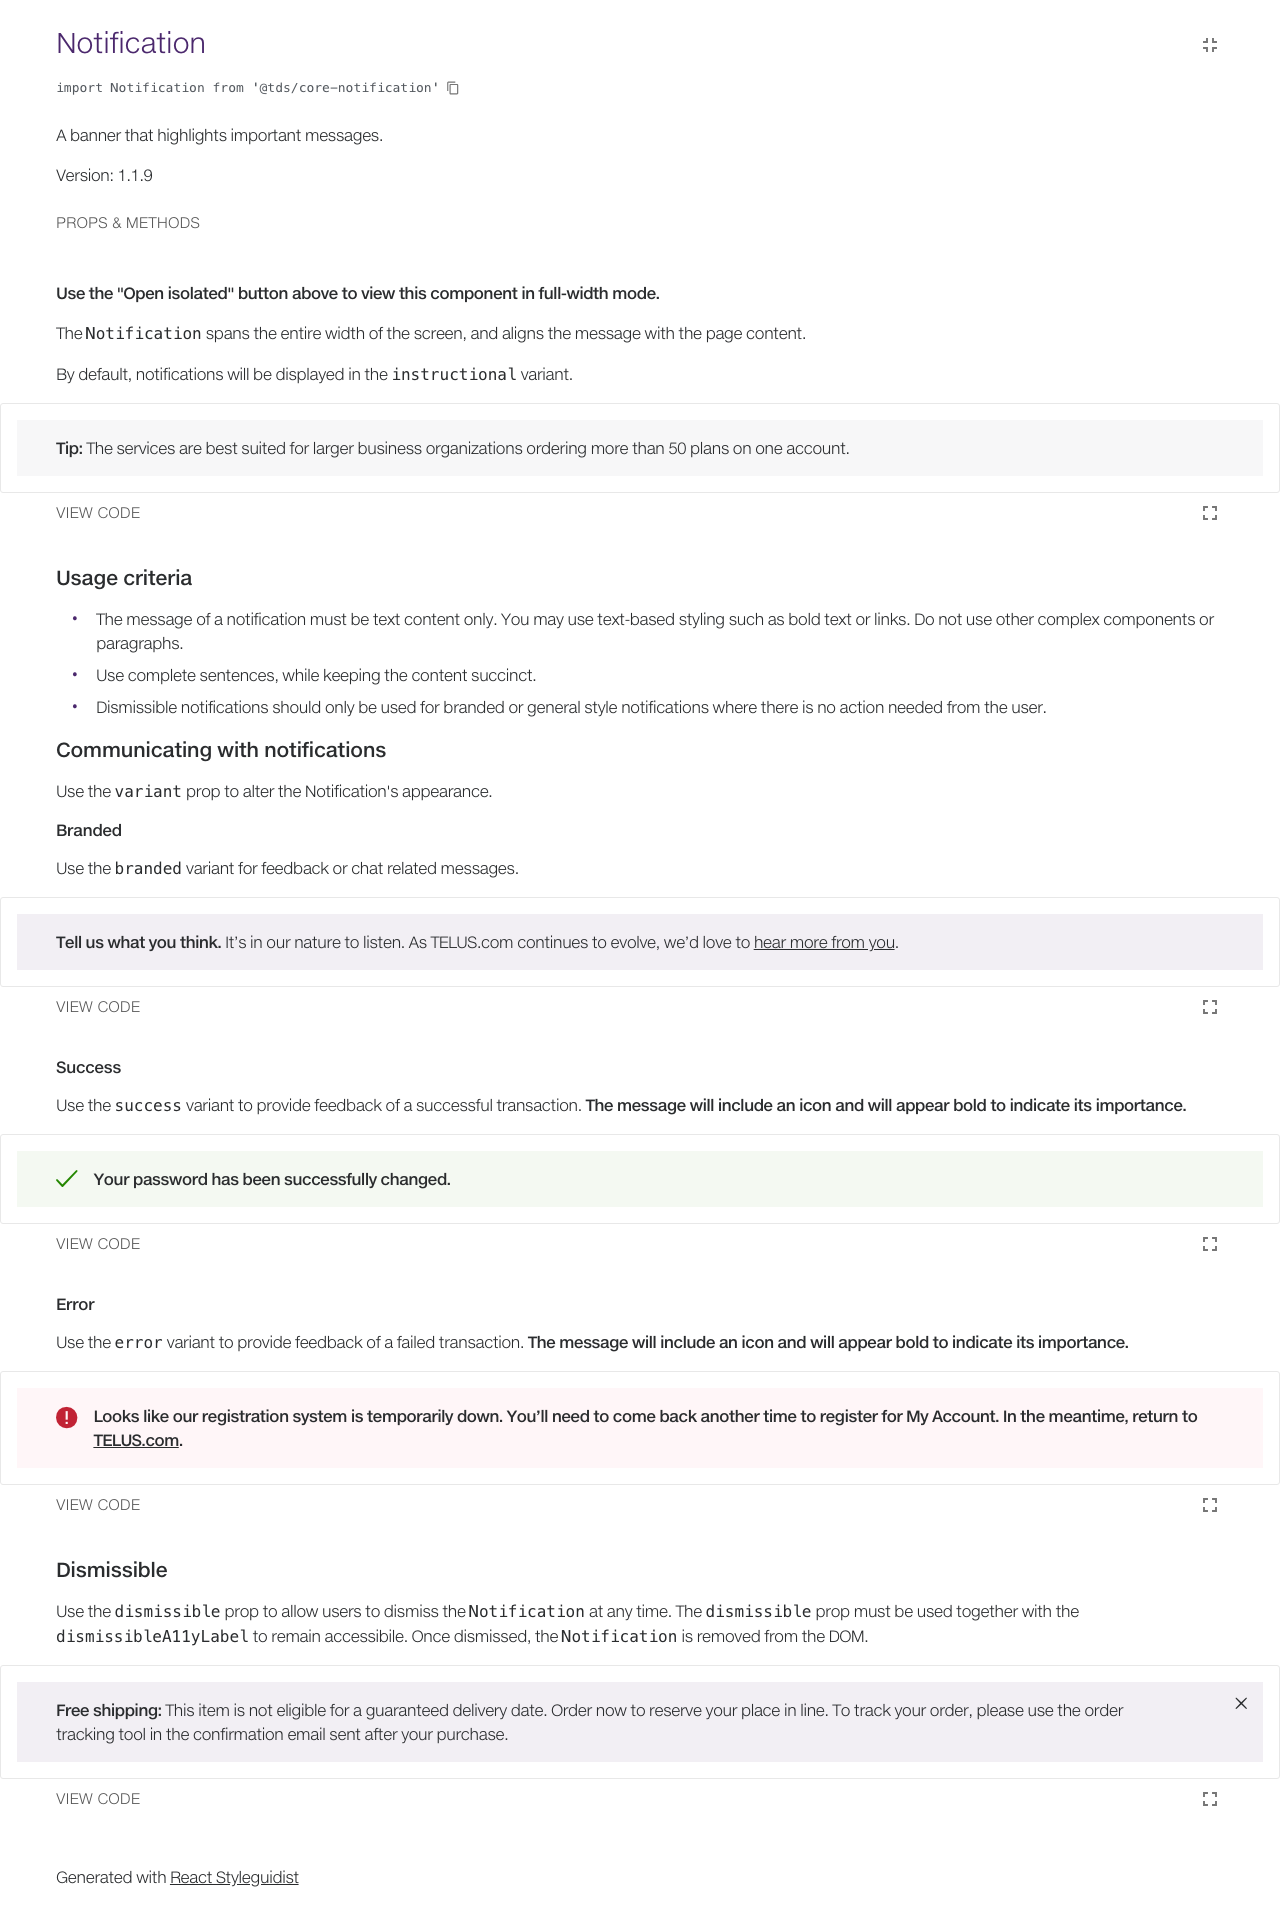 Notification
import Notification from '@tds/core-notification'
A banner that highlights important messages.
Version: 1.1.9
PROPS & METHODS
Use the "Open isolated" button above to view this component in full-width mode.
The Notification spans the entire width of the screen, and aligns the message with the page content.
By default, notifications will be displayed in the instructional variant.
Tip: The services are best suited for larger business organizations ordering more than 50 plans on one account.
VIEW CODE
Usage criteria
• The message of a notification must be text content only. You may use text-based styling such as bold text or links. Do not use other complex components or
paragraphs.
• Use complete sentences, while keeping the content succinct.
• Dismissible notifications should only be used for branded or general style notifications where there is no action needed from the user.
Communicating with notifications
Use the variant prop to alter the Notification's appearance.
Branded
Use the branded variant for feedback or chat related messages.
Tell us what you think. It’s in our nature to listen. As TELUS.com continues to evolve, we’d love to hear more from you.
VIEW CODE
Success
Use the success variant to provide feedback of a successful transaction. The message will include an icon and will appear bold to indicate its importance.
Your password has been successfully changed.
VIEW CODE
Error
Use the error variant to provide feedback of a failed transaction. The message will include an icon and will appear bold to indicate its importance.
Looks like our registration system is temporarily down. You’ll need to come back another time to register for My Account. In the meantime, return to
TELUS.com.
VIEW CODE
Dismissible
Use the dismissible prop to allow users to dismiss the Notification at any time. The dismissible prop must be used together with the
dismissibleA11yLabel to remain accessibile. Once dismissed, the Notification is removed from the DOM.
Free shipping: This item is not eligible for a guaranteed delivery date. Order now to reserve your place in line. To track your order, please use the order
tracking tool in the confirmation email sent after your purchase.
VIEW CODE
Generated with React Styleguidist